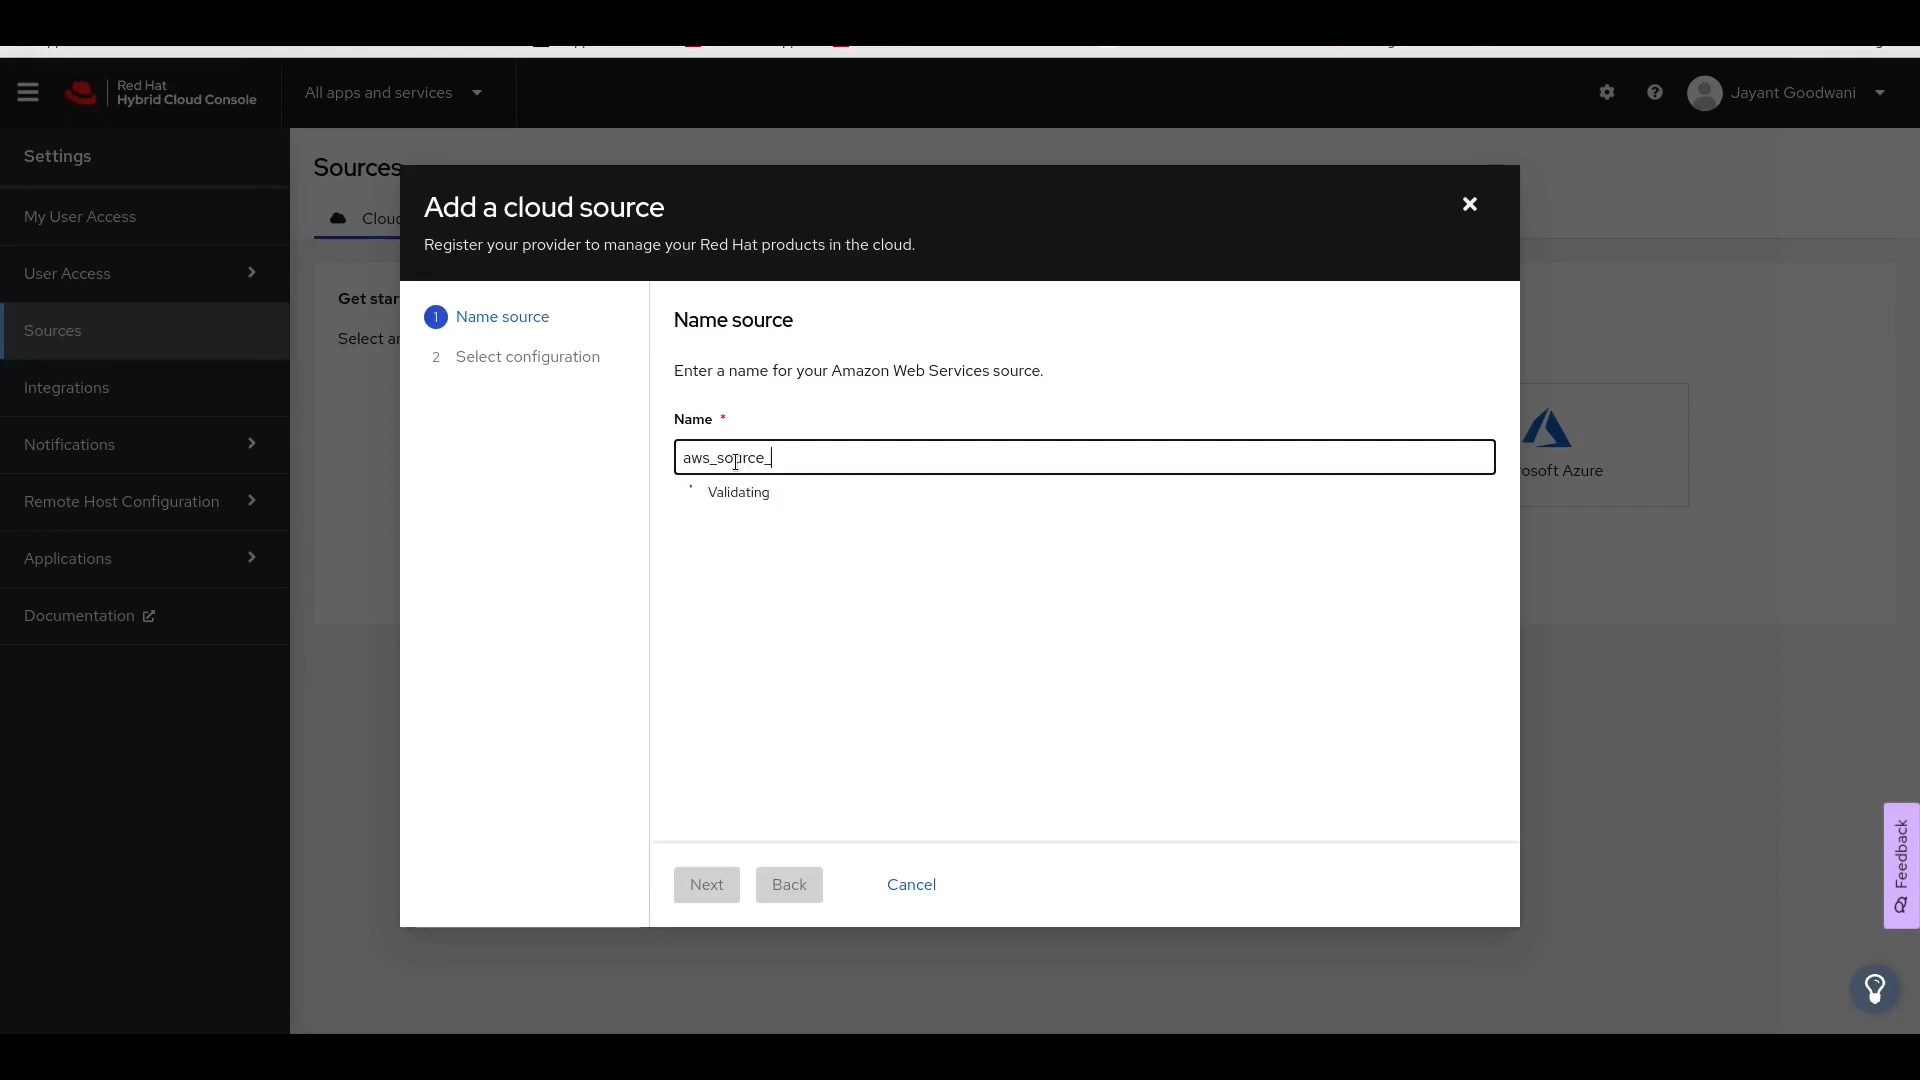 Red Hat
Hybrid Cloud Console
All apps and services
Jayant Goodwani
Settings
My User Access
User Access
Sources
Integrations
Notifications
Remote Host Configuration
Applications
Documentation
Sources
Cloud
Get star
Select ar
Add a cloud source
Register your provider to manage your Red Hat products in the cloud.
1 Name source
2 Select configuration
Name source
Enter a name for your Amazon Web Services source.
Name *
aws_source_
Validating
osoft Azure
Next
Back
Cancel
Feedback